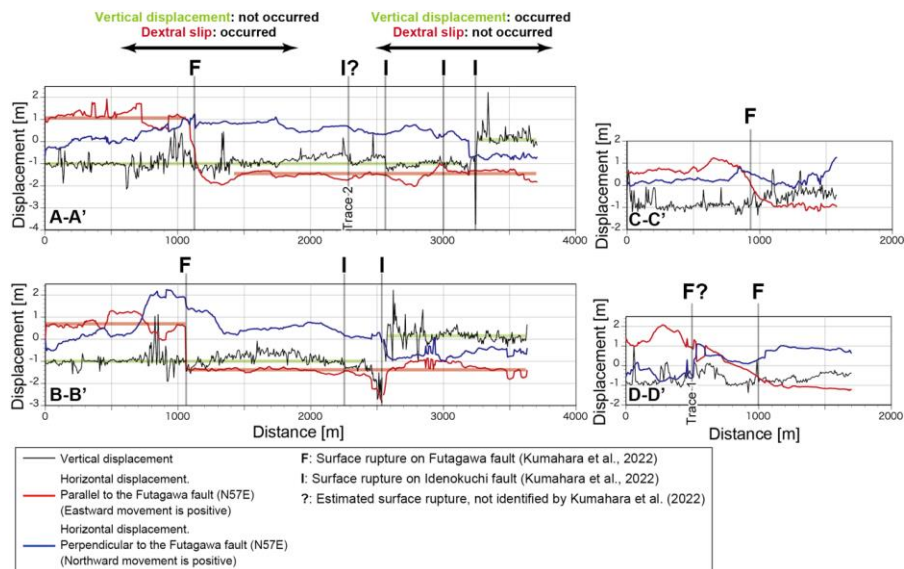 Vertical displacement: not occurred
Dextral slip: occurred
Vertical displacement: occurred
Dextral slip: not occurred
F I? I I I
Displacement [m]
2
1
0
-1
-2
-3
-4
A-A'
Trace-2
0 1000 2000 3000 4000
F I I
Displacement [m]
2
1
0
-1
-2
-3
B-B'
0 1000 2000 3000 4000
Distance [m]
F
Displacement [m]
2
1
0
-1
-2
C-C'
0 1000 2000
F? F
Displacement [m]
2
1
0
-1
-2
D-D'
Trace-1
0 1000 2000
Distance [m]
Vertical displacement
Horizontal displacement.
Parallel to the Futagawa fault (N57E)
(Eastward movement is positive)
Horizontal displacement.
Perpendicular to the Futagawa fault (N57E)
(Northward movement is positive)
F: Surface rupture on Futagawa fault (Kumahara et al., 2022)
I: Surface rupture on Idenokuchi fault (Kumahara et al., 2022)
?: Estimated surface rupture, not identified by Kumahara et al. (2022)